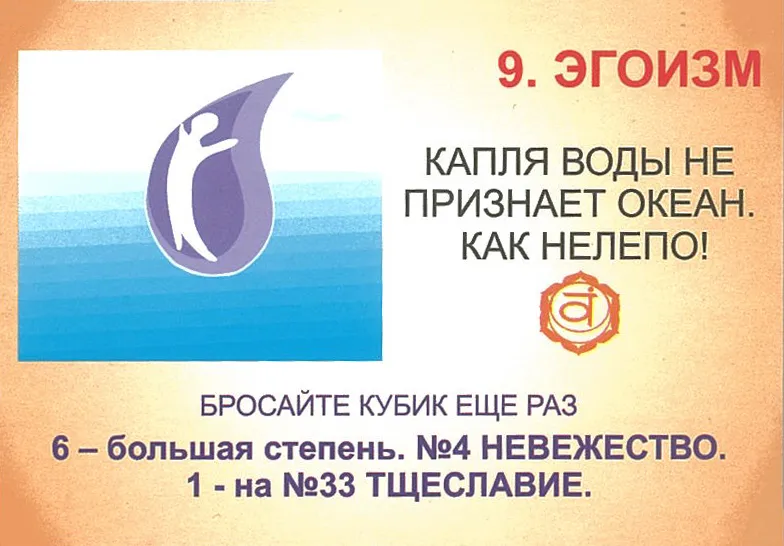 9. ЭГОИЗМ
КАПЛЯ ВОДЫ НЕ
ПРИЗНАЕТ ОКЕАН.
КАК НЕЛЕПО!
वं
БРОСАЙТЕ КУБИК ЕЩЕ РАЗ
6 – большая степень. №4 НЕВЕЖЕСТВО.
1 - на №33 ТЩЕСЛАВИЕ.